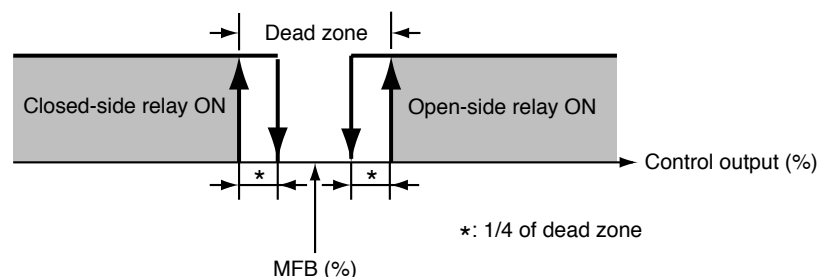 Dead zone
Closed-side relay ON
Open-side relay ON
Control output (%)
*
*
*: 1/4 of dead zone
MFB (%)